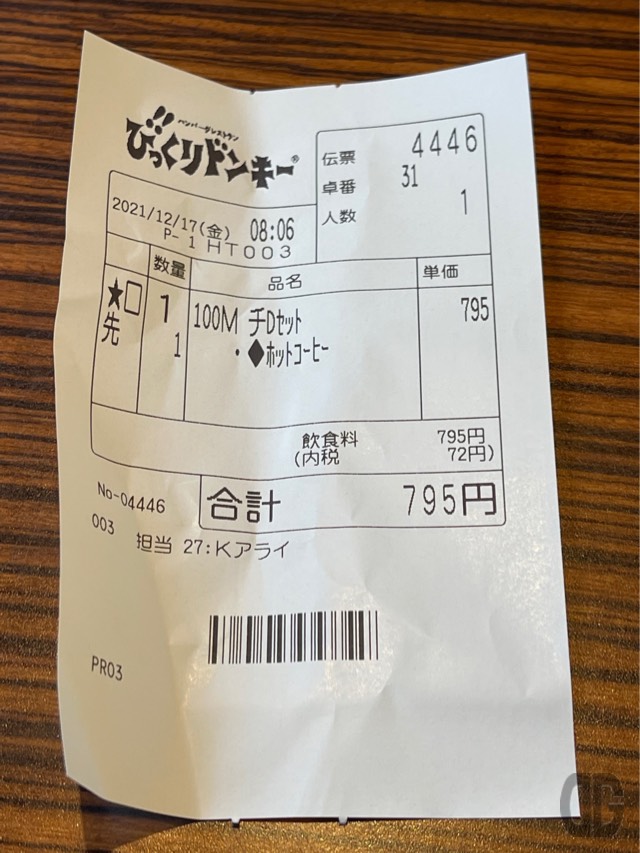 ハンバーグレストラン
びっくりドンキー®
伝票 4446
卓番 31
人数 1
2021/12/17(金) 08:06
P- 1 HT003
数量 品名 単価
★□ 1 100M チDセット 795
先 1 ・◆ホットコーヒー
飲食料 795円
(内税 72円)
No-04446
合計 795円
003 担当 27:Kアライ
PR03